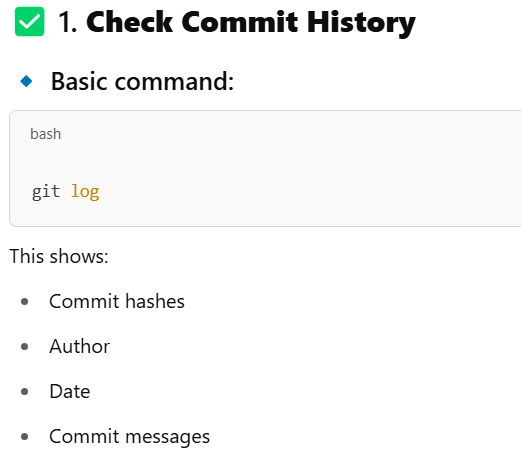 ✅ 1. Check Commit History
🔹 Basic command:
bash
git log
This shows:
• Commit hashes
• Author
• Date
• Commit messages